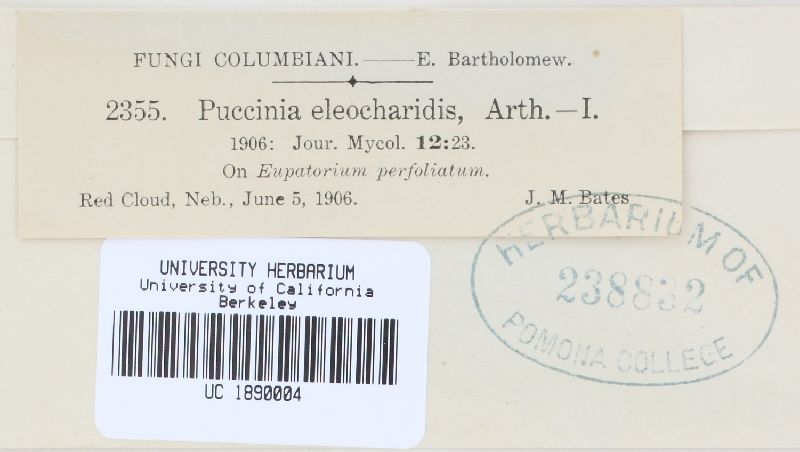 FUNGI COLUMBIANI.——E. Bartholomew.
2355. Puccinia eleocharidis, Arth.—I.
1906: Jour. Mycol. 12:23.
On Eupatorium perfoliatum.
Red Cloud, Neb., June 5, 1906. J. M. Bates
HERBARIUM OF
238832
POMONA COLLEGE
UNIVERSITY HERBARIUM
University of California
Berkeley
UC 1890004